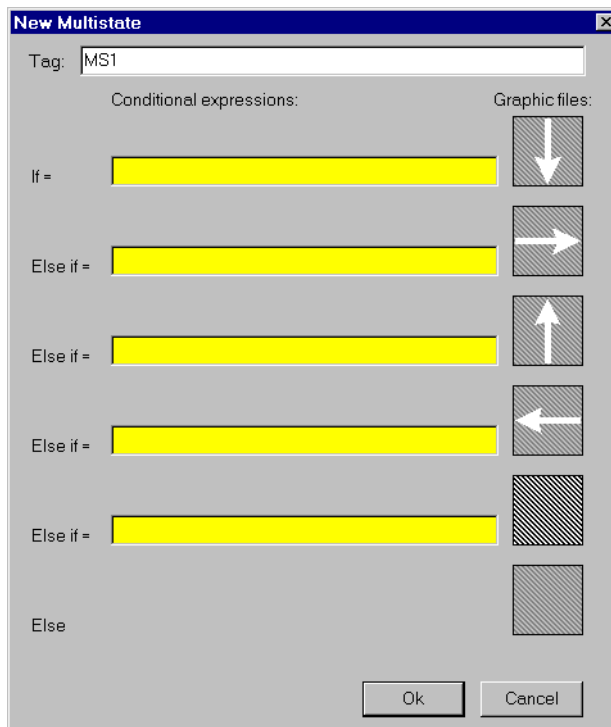 New Multistate
Tag: MS1
Conditional expressions: Graphic files:
If =
Else if =
Else if =
Else if =
Else if =
Else
Ok Cancel